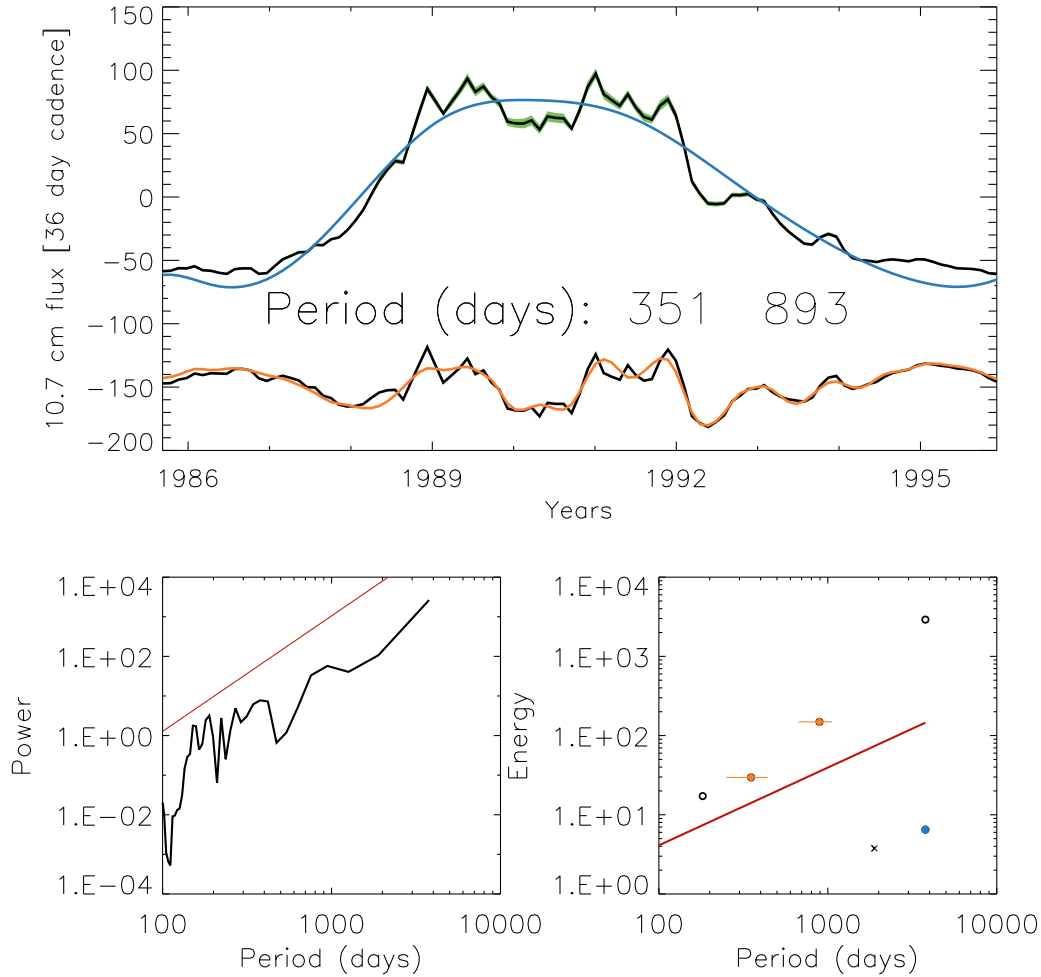 10.7 cm flux [36 day cadence]
150
100
50
0
−50
−100
−150
−200
Period (days): 351 893
1986 1989 1992 1995
Years
Power
1.E+04
1.E+02
1.E+00
1.E−02
1.E−04
100 1000 10000
Period (days)
Energy
1.E+04
1.E+03
1.E+02
1.E+01
1.E+00
100 1000 10000
Period (days)